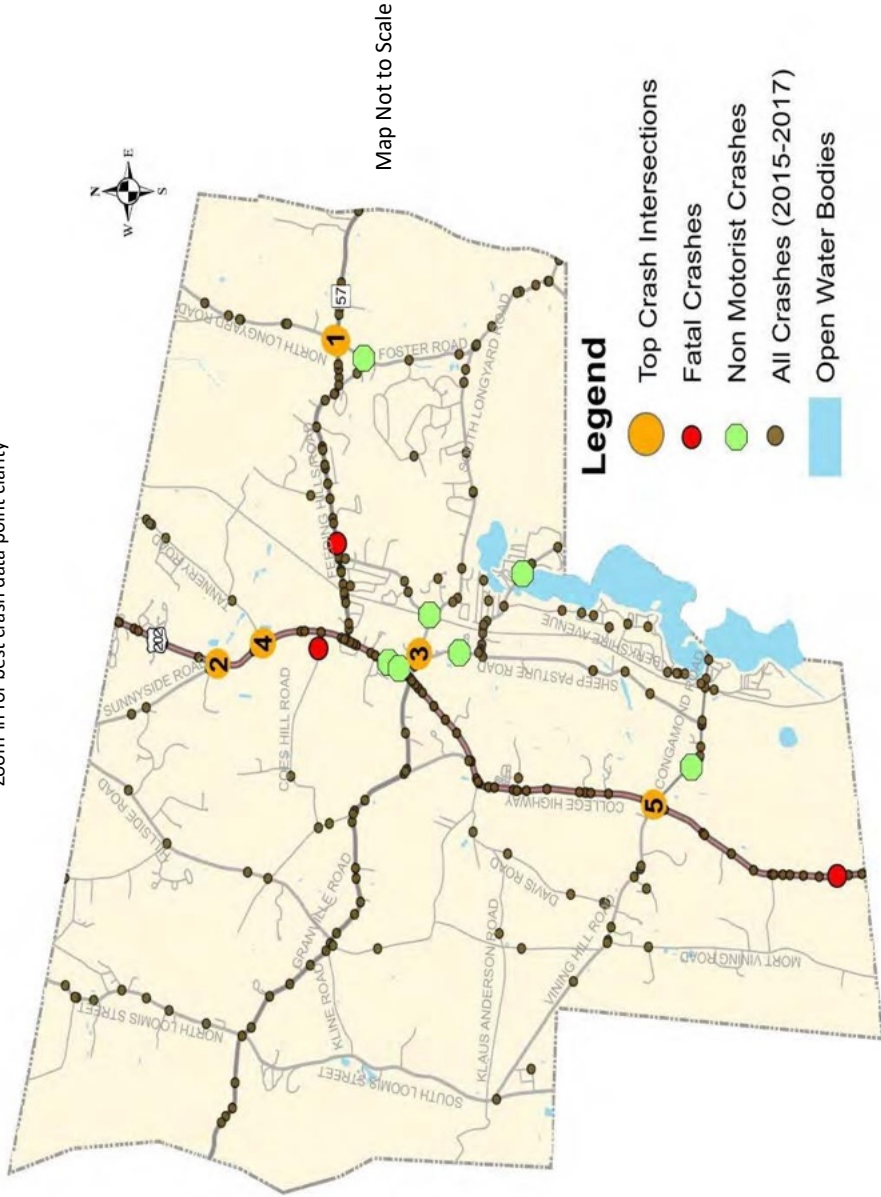 Zoom in for best crash data point clarity
Map Not to Scale
N
W
E
S
202
57
1
2
3
4
5
NORTH LONGYARD ROAD
TANNERY ROAD
SUNNYSIDE ROAD
HILLSIDE ROAD
COES HILL ROAD
FEEDING HILLS ROAD
FOSTER ROAD
SOUTH LONGYARD ROAD
NORTH LOOMIS STREET
GRANVILLE ROAD
KLINE ROAD
SOUTH LOOMIS STREET
KLAUS ANDERSON ROAD
DAVIS ROAD
COLLEGE HIGHWAY
SHEEP PASTURE ROAD
BERKSHIRE AVENUE
CONGAMOND ROAD
VINING HILL ROAD
MORT VINING ROAD
Legend
Top Crash Intersections
Fatal Crashes
Non Motorist Crashes
All Crashes (2015-2017)
Open Water Bodies